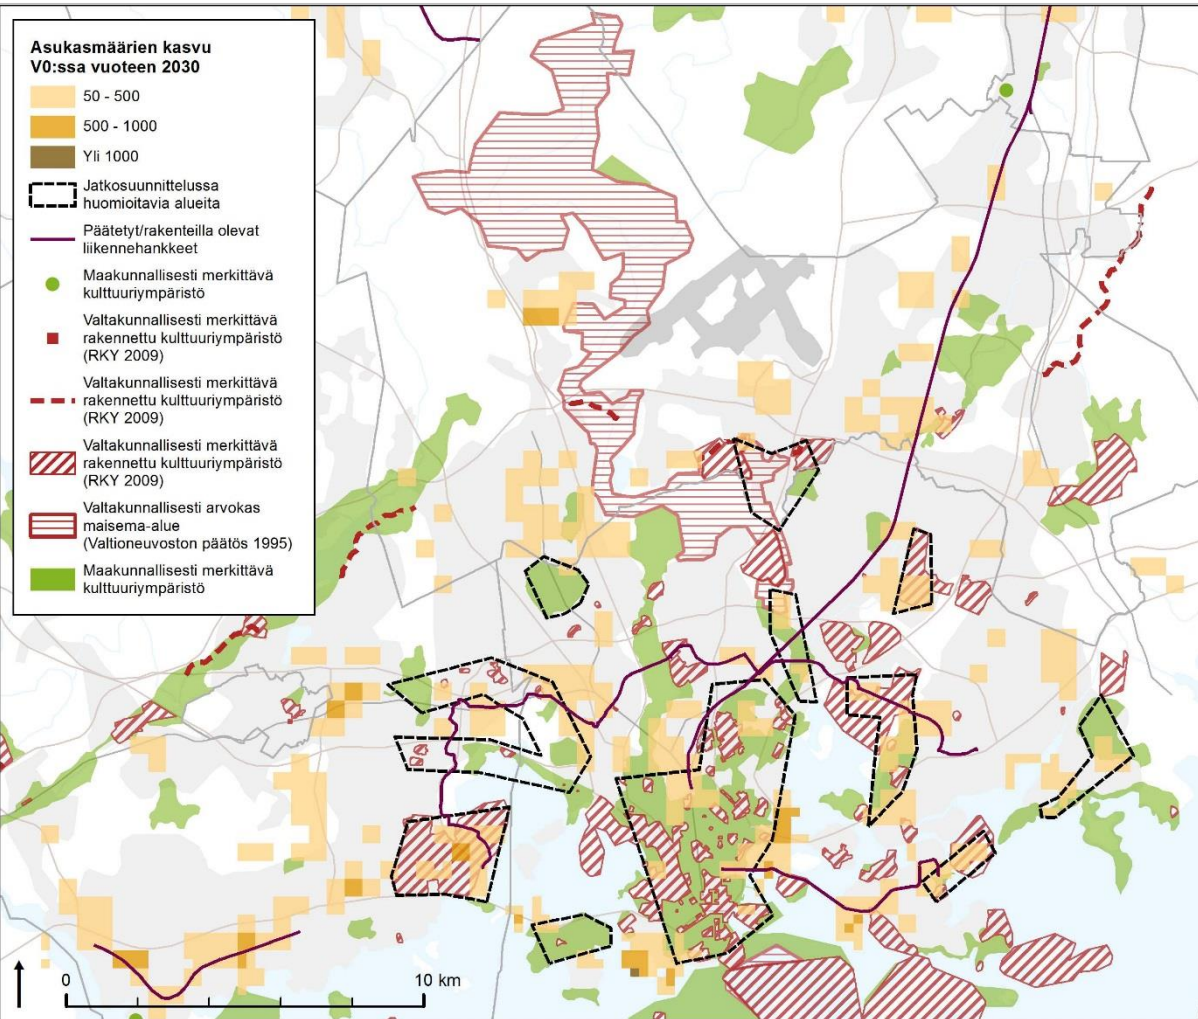 Asukasmäärien kasvu
V0:ssa vuoteen 2030
50 - 500
500 - 1000
Yli 1000
Jatkosuunnittelussa
huomioitavia alueita
Päätetyt/rakenteilla olevat
liikennehankkeet
Maakunnallisesti merkittävä
kulttuuriympäristö
Valtakunnallisesti merkittävä
rakennettu kulttuuriympäristö
(RKY 2009)
Valtakunnallisesti merkittävä
rakennettu kulttuuriympäristö
(RKY 2009)
Valtakunnallisesti merkittävä
rakennettu kulttuuriympäristö
(RKY 2009)
Valtakunnallisesti arvokas
maisema-alue
(Valtioneuvoston päätös 1995)
Maakunnallisesti merkittävä
kulttuuriympäristö
0 10 km